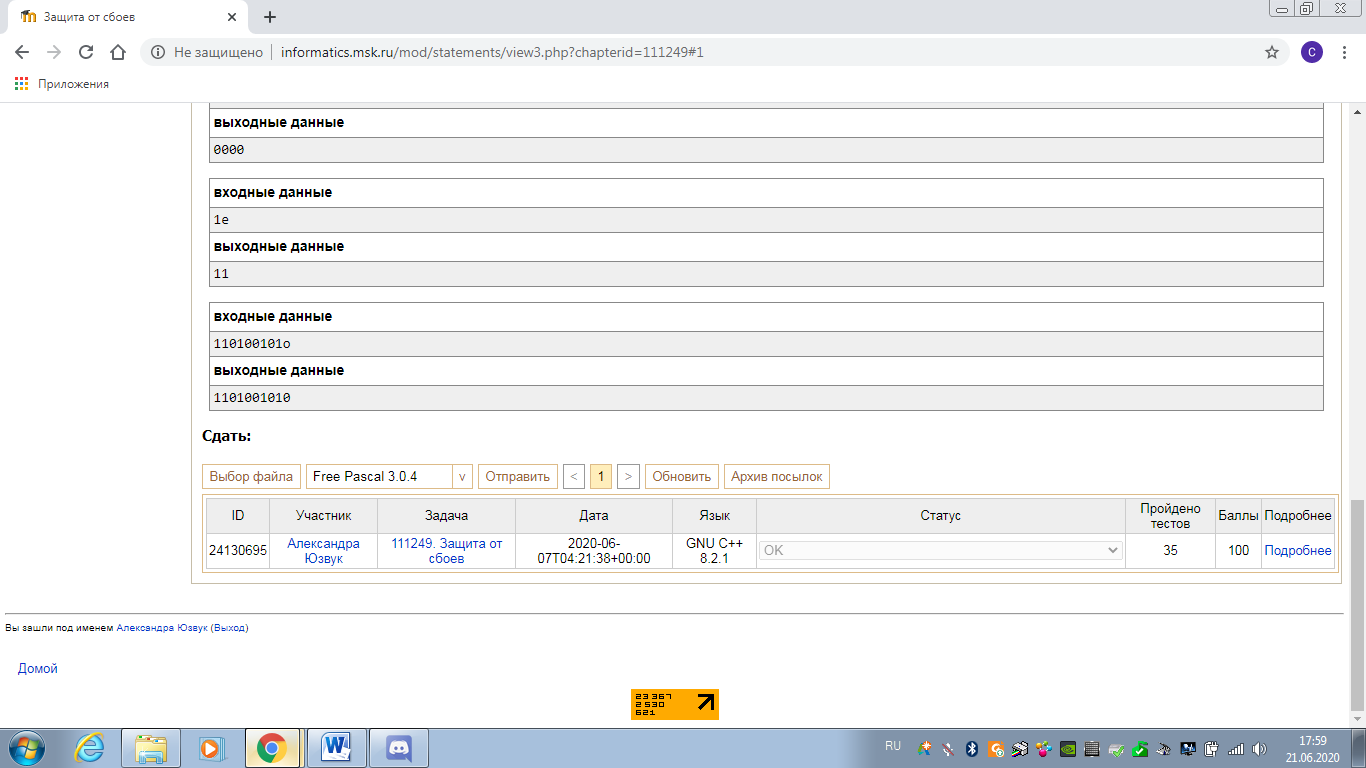 Защита от сбоев
Не защищено informatics.msk.ru/mod/statements/view3.php?chapterid=111249#1
C
Приложения
выходные данные
0000
входные данные
1e
выходные данные
11
входные данные
110100101o
выходные данные
1101001010
Сдать:
Выбор файла Free Pascal 3.0.4 v Отправить < 1 > Обновить Архив посылок
ID Участник Задача Дата Язык Статус Пройдено тестов Баллы Подробнее
24130695 Александра Юзвук 111249. Защита от сбоев 2020-06-07T04:21:38+00:00 GNU C++ 8.2.1 OK 35 100 Подробнее
Вы зашли под именем Александра Юзвук (Выход)
Домой
23 367
2 530
621
RU
17:59
21.06.2020